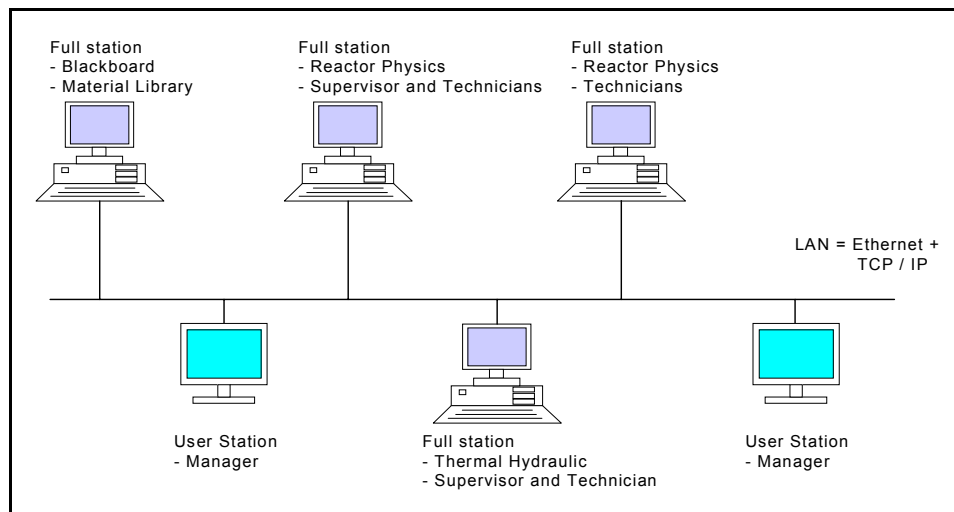 Full station
- Blackboard
- Material Library
Full station
- Reactor Physics
- Supervisor and Technicians
Full station
- Reactor Physics
- Technicians
LAN = Ethernet +
TCP / IP
User Station
- Manager
Full station
- Thermal Hydraulic
- Supervisor and Technician
User Station
- Manager